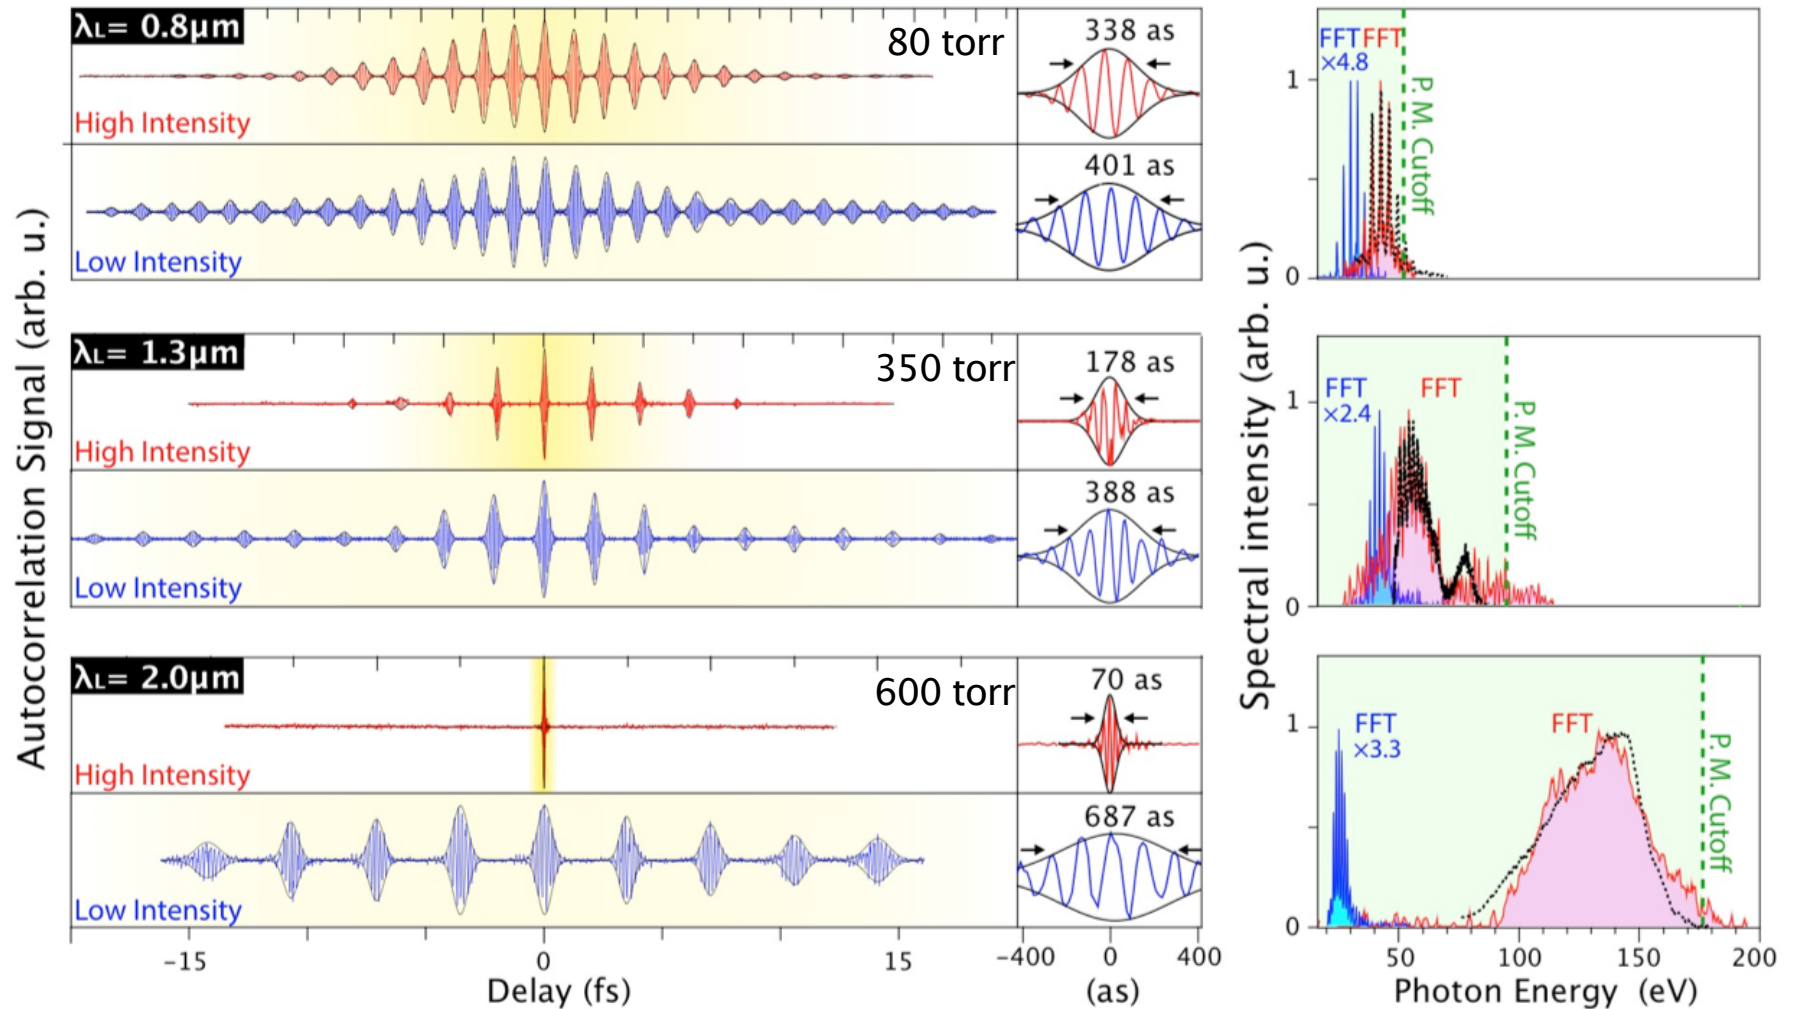 Autocorrelation Signal (arb. u.)
λL= 0.8μm
80 torr
High Intensity
Low Intensity
338 as
401 as
λL= 1.3μm
350 torr
High Intensity
Low Intensity
178 as
388 as
λL= 2.0μm
600 torr
High Intensity
Low Intensity
70 as
687 as
-15
0
15
Delay (fs)
-400
0
400
(as)
Spectral intensity (arb. u.)
FFT
×4.8
FFT
P. M. Cutoff
1
0
FFT
×2.4
FFT
P. M. Cutoff
1
0
FFT
×3.3
FFT
P. M. Cutoff
1
0
50
100
150
200
Photon Energy (eV)